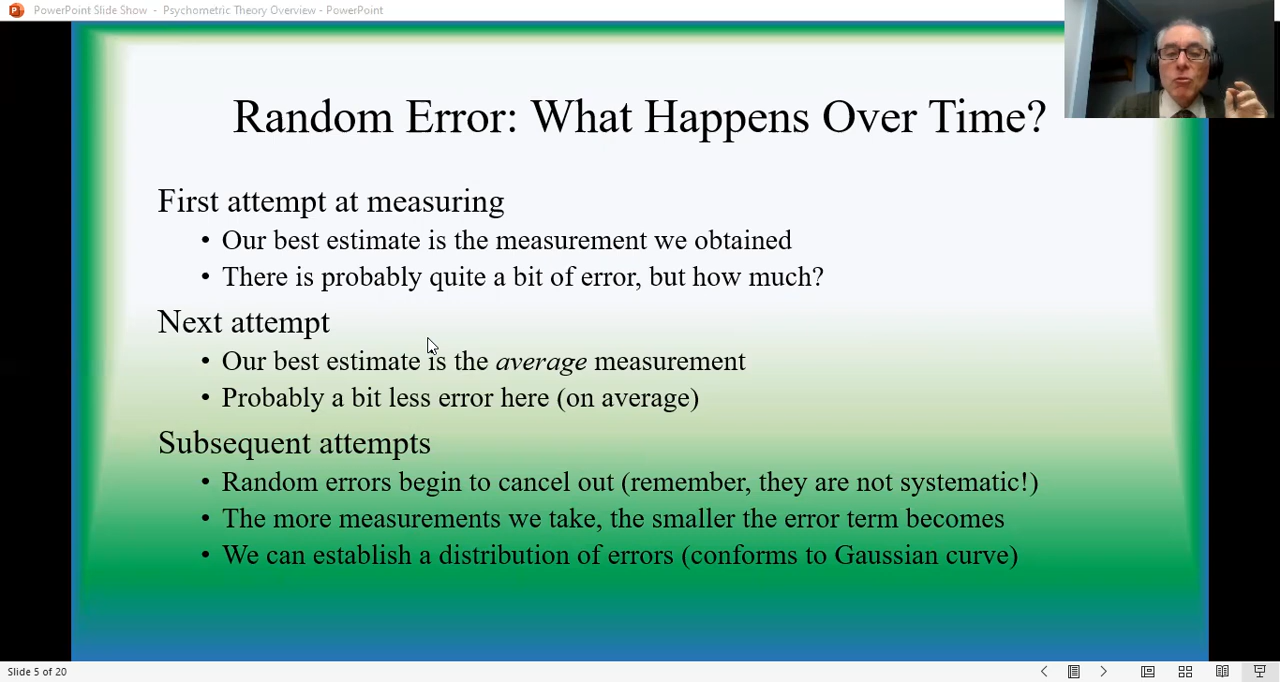 PowerPoint Slide Show - Psychometric Theory Overview - PowerPoint
Random Error: What Happens Over Time?
First attempt at measuring
• Our best estimate is the measurement we obtained
• There is probably quite a bit of error, but how much?
Next attempt
• Our best estimate is the average measurement
• Probably a bit less error here (on average)
Subsequent attempts
• Random errors begin to cancel out (remember, they are not systematic!)
• The more measurements we take, the smaller the error term becomes
• We can establish a distribution of errors (conforms to Gaussian curve)
Slide 5 of 20